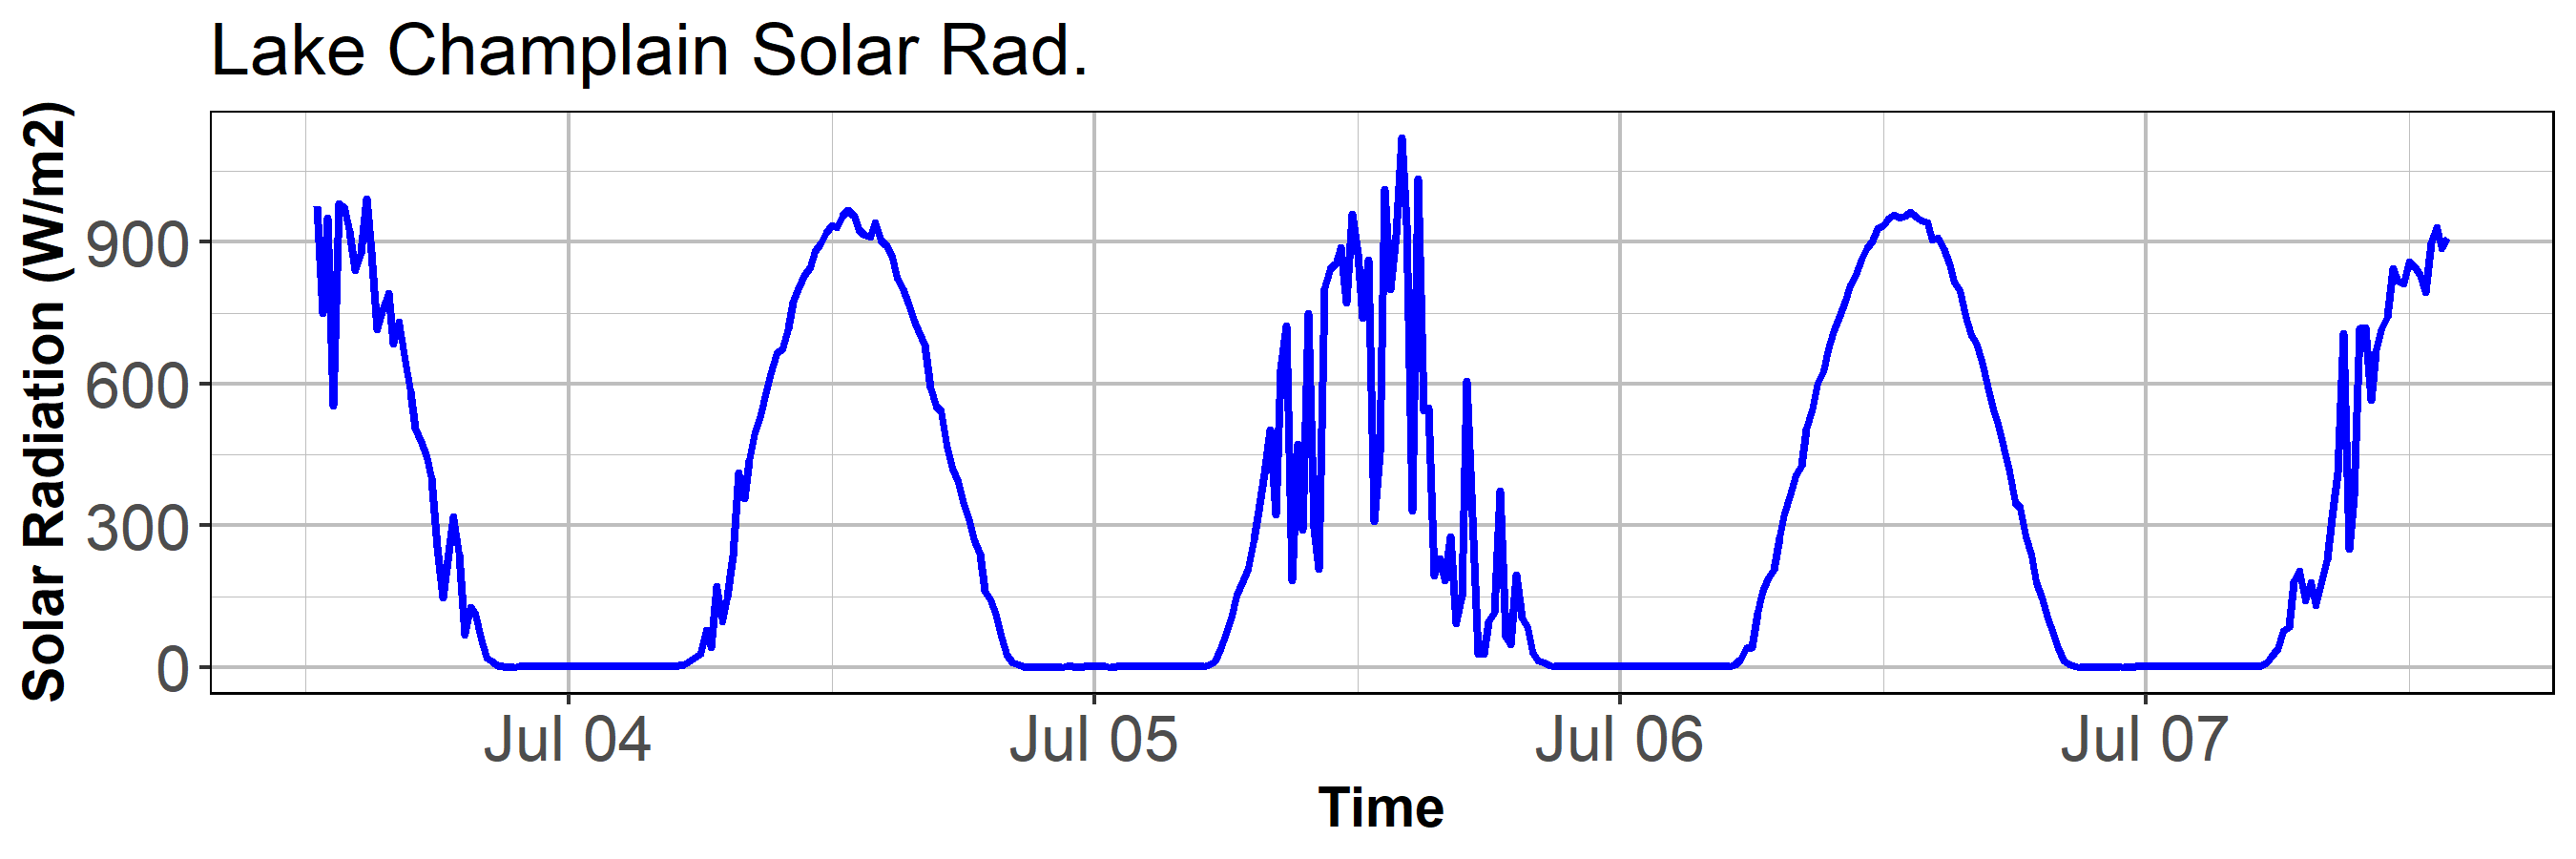 Lake Champlain Solar Rad.
Solar Radiation (W/m2)
900
600
300
0
Jul 04 Jul 05 Jul 06 Jul 07
Time